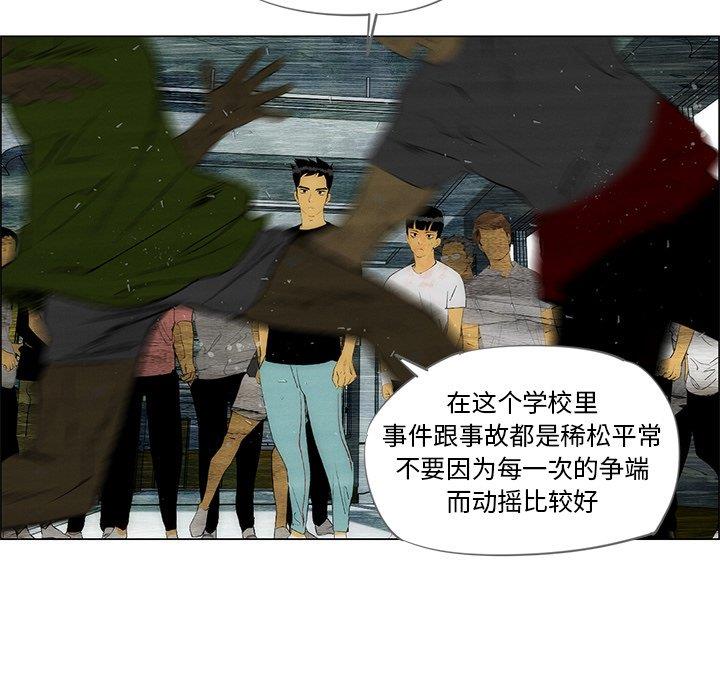 在这个学校里
事件跟事故都是稀松平常
不要因为每一次的争端
而动摇比较好